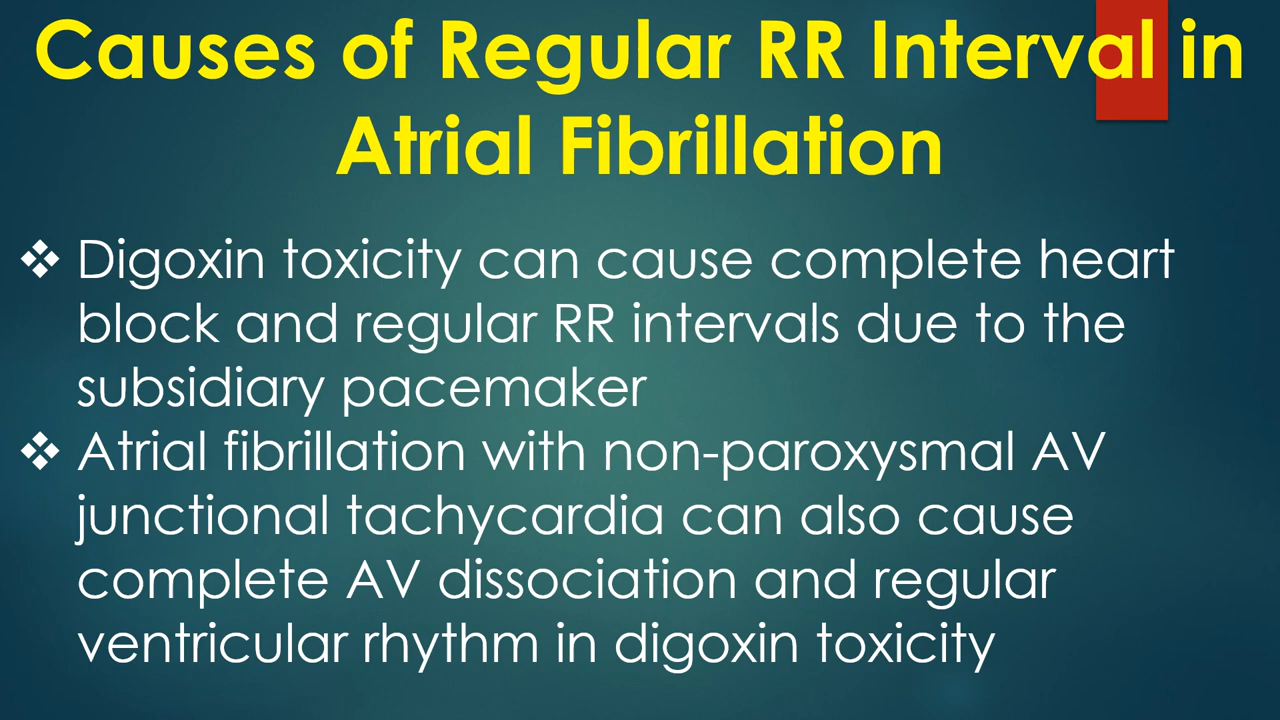 Causes of Regular RR Interval in
Atrial Fibrillation
❖ Digoxin toxicity can cause complete heart
block and regular RR intervals due to the
subsidiary pacemaker
❖ Atrial fibrillation with non-paroxysmal AV
junctional tachycardia can also cause
complete AV dissociation and regular
ventricular rhythm in digoxin toxicity